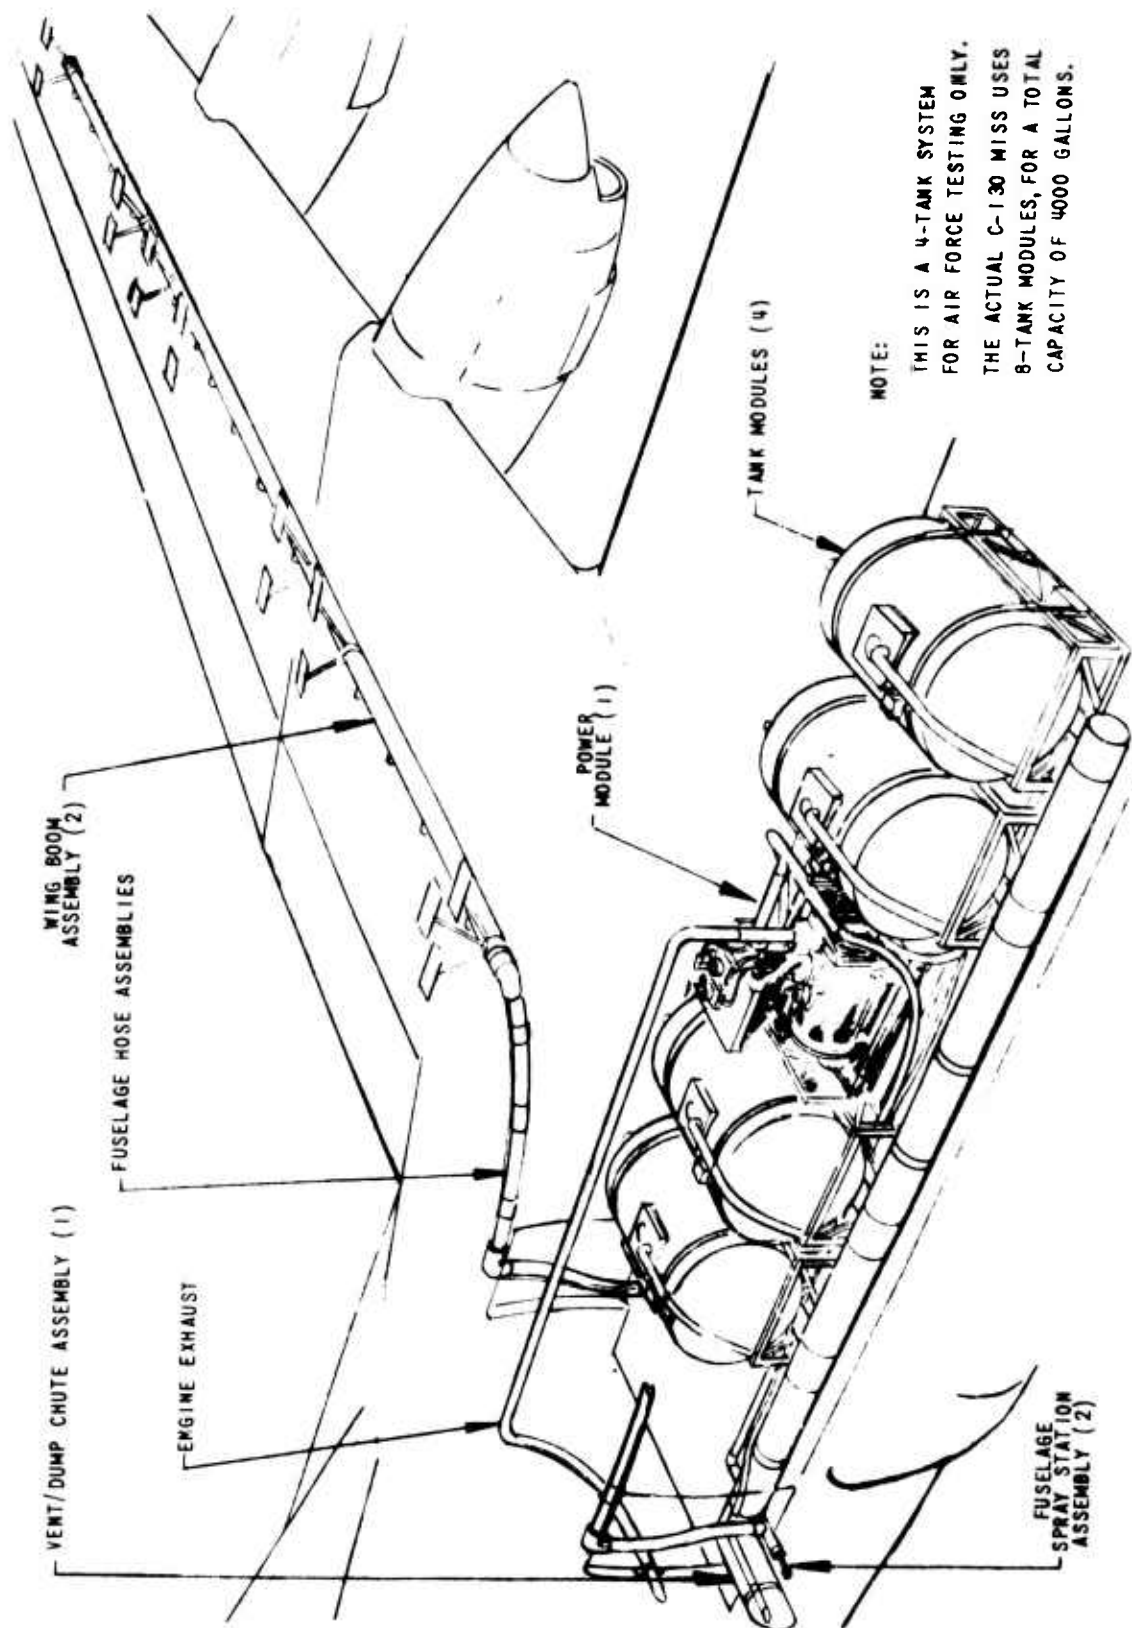 VENT/DUMP CHUTE ASSEMBLY (1)
ENGINE EXHAUST
FUSELAGE HOSE ASSEMBLIES
WING BOOM
ASSEMBLY (2)
POWER
MODULE (1)
TANK MODULES (4)
FUSELAGE
SPRAY STATION
ASSEMBLY (2)
NOTE:
THIS IS A 4-TANK SYSTEM
FOR AIR FORCE TESTING ONLY.
THE ACTUAL C-130 MISS USES
8-TANK MODULES, FOR A TOTAL
CAPACITY OF 4000 GALLONS.